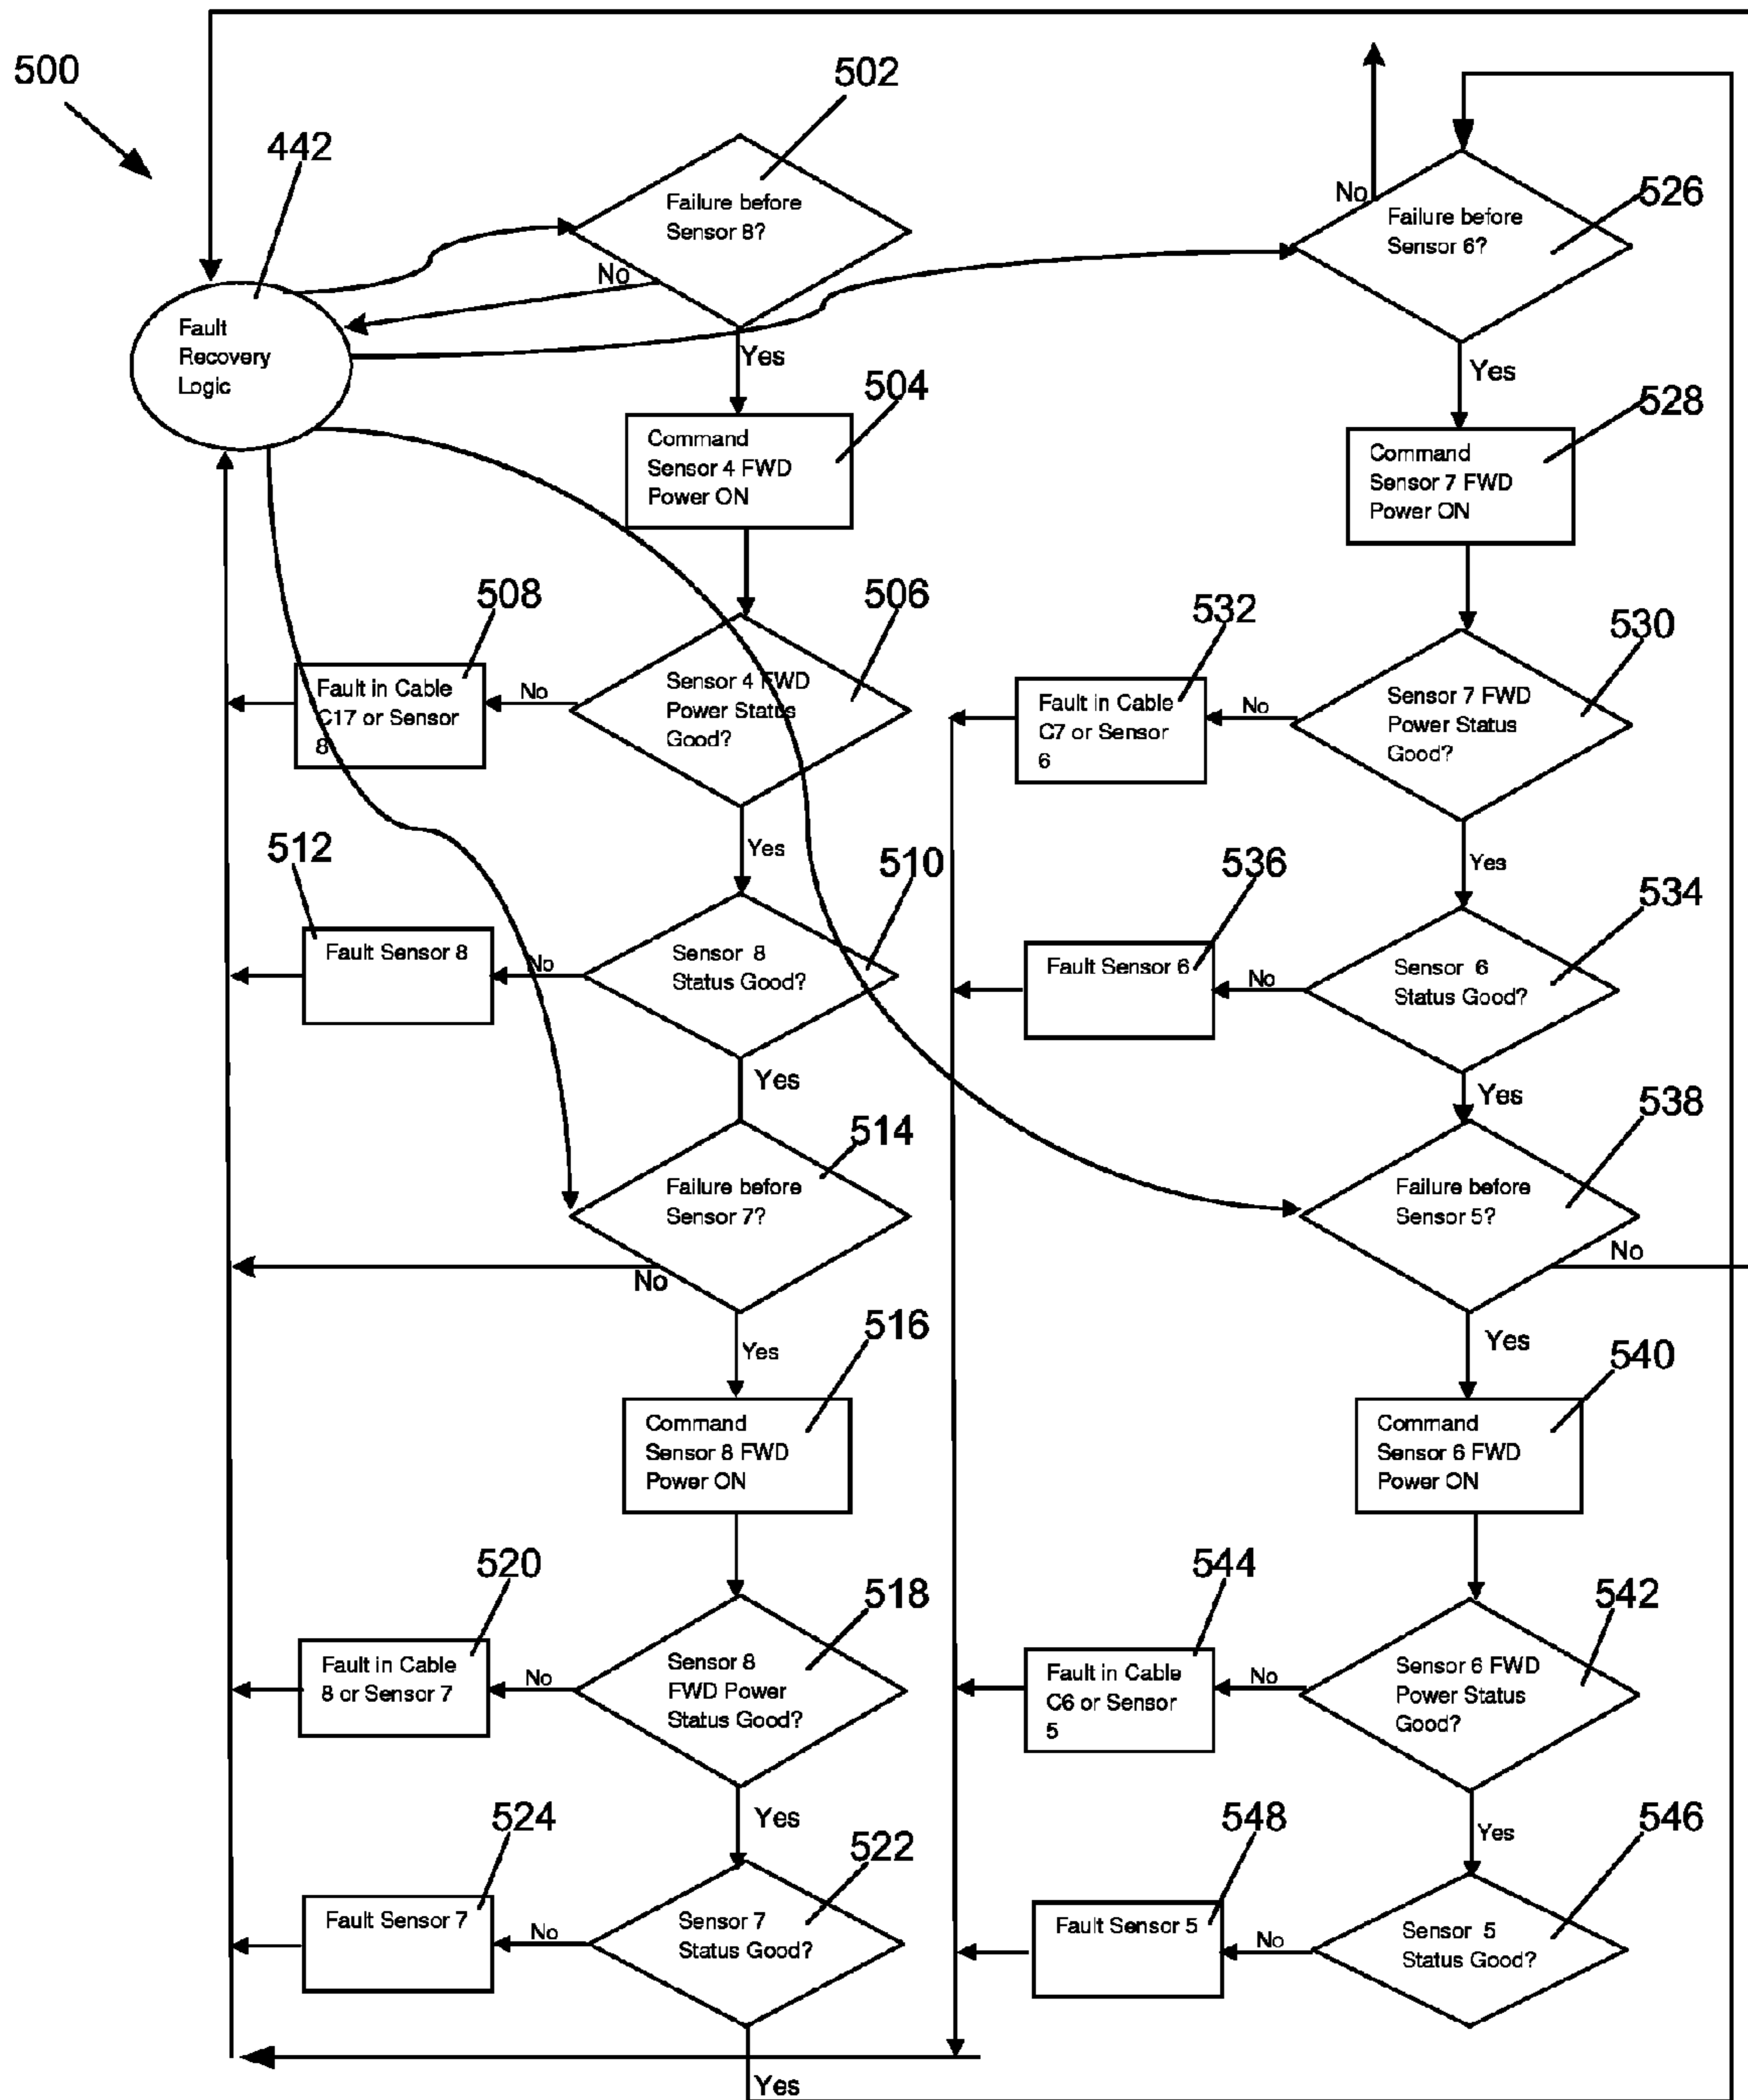 500
442
Fault
Recovery
Logic
502
Failure before
Sensor 8?
No
Yes
504
Command
Sensor 4 FWD
Power ON
506
Sensor 4 FWD
Power Status
Good?
No
508
Fault in Cable
C17 or Sensor
8
Yes
510
Sensor 8
Status Good?
No
512
Fault Sensor 8
Yes
514
Failure before
Sensor 7?
No
Yes
516
Command
Sensor 8 FWD
Power ON
518
Sensor 8
FWD Power
Status Good?
No
520
Fault in Cable
8 or Sensor 7
Yes
522
Sensor 7
Status Good?
No
524
Fault Sensor 7
Yes
526
Failure before
Sensor 6?
No
Yes
528
Command
Sensor 7 FWD
Power ON
530
Sensor 7 FWD
Power Status
Good?
No
532
Fault in Cable
C7 or Sensor
6
Yes
534
Sensor 6
Status Good?
No
536
Fault Sensor 6
Yes
538
Failure before
Sensor 5?
No
Yes
540
Command
Sensor 6 FWD
Power ON
542
Sensor 6 FWD
Power Status
Good?
No
544
Fault in Cable
C6 or Sensor
5
Yes
546
Sensor 5
Status Good?
No
548
Fault Sensor 5